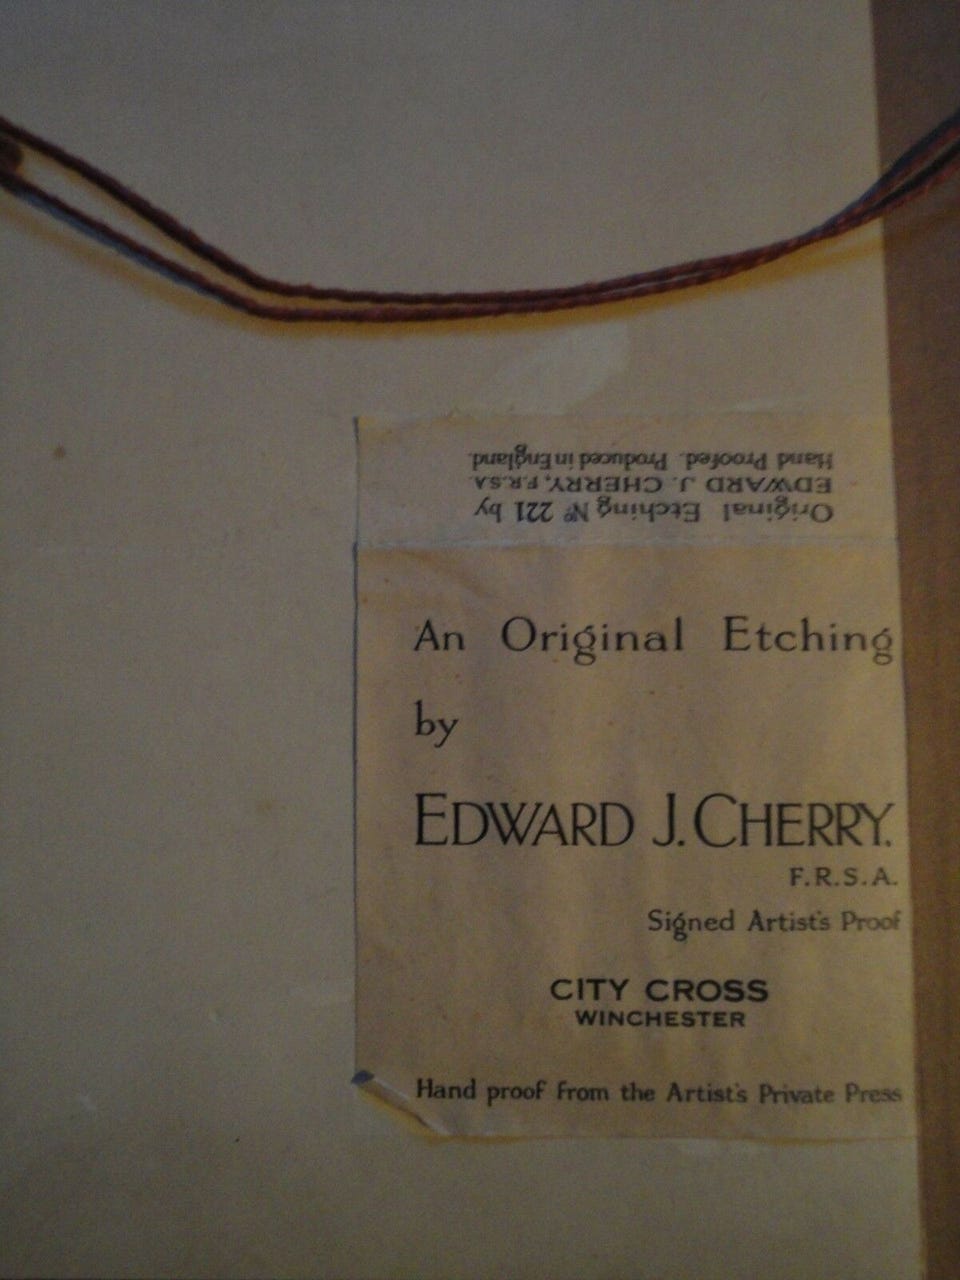 Original Etching Nº 221 by
EDWARD J. CHERRY, F.R.S.A.
Hand Proofed. Produced in England.
An Original Etching
by
EDWARD J. CHERRY.
F.R.S.A.
Signed Artist's Proof
CITY CROSS
WINCHESTER
Hand proof from the Artist's Private Press